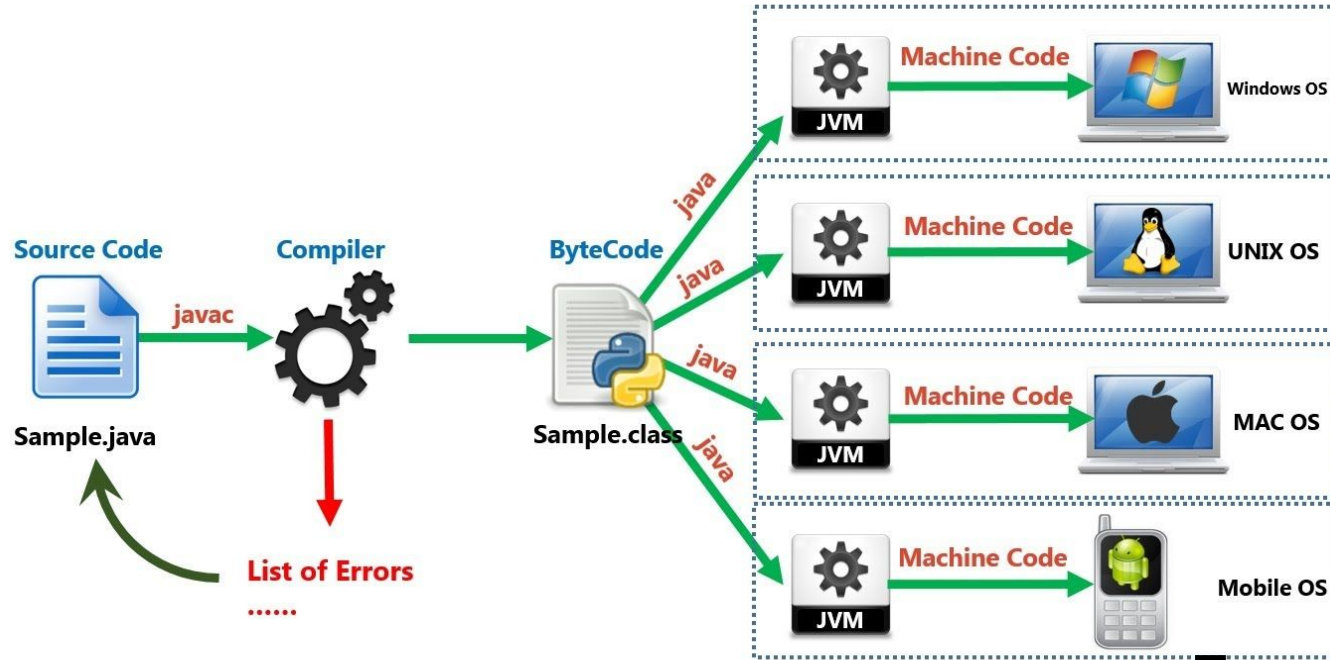 Source Code
javac
Sample.java
Compiler
List of Errors
......
ByteCode
Sample.class
java
JVM
Machine Code
Windows OS
java
JVM
Machine Code
UNIX OS
java
JVM
Machine Code
MAC OS
java
JVM
Machine Code
Mobile OS